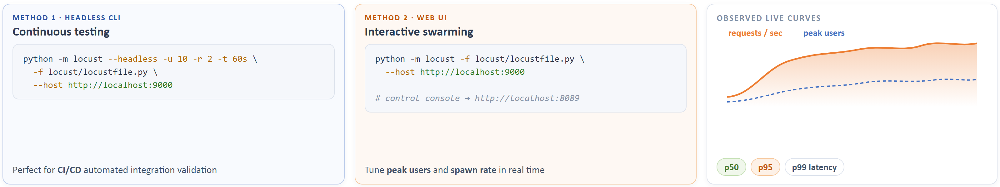 METHOD 1 · HEADLESS CLI
Continuous testing
python -m locust --headless -u 10 -r 2 -t 60s \
  -f locust/locustfile.py \
  --host http://localhost:9000
Perfect for CI/CD automated integration validation
METHOD 2 · WEB UI
Interactive swarming
python -m locust -f locust/locustfile.py \
  --host http://localhost:9000
# control console → http://localhost:8089
Tune peak users and spawn rate in real time
OBSERVED LIVE CURVES
requests / sec peak users
p50 p95 p99 latency